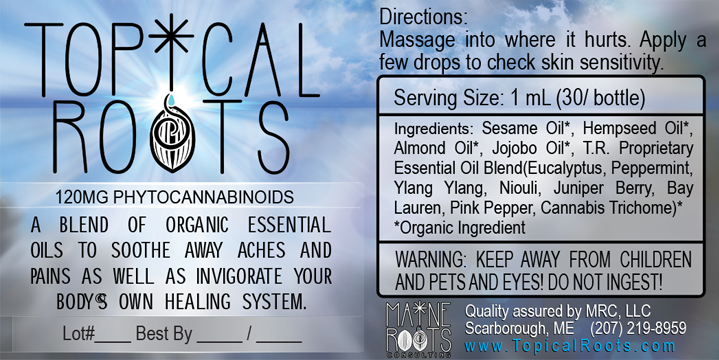 TOPICAL
ROOTS
120MG PHYTOCANNABINOIDS
A BLEND OF ORGANIC ESSENTIAL
OILS TO SOOTHE AWAY ACHES AND
PAINS AS WELL AS INVIGORATE YOUR
BODY®S OWN HEALING SYSTEM.
Lot#___ Best By _____ / _____
Directions:
Massage into where it hurts. Apply a
few drops to check skin sensitivity.
Serving Size: 1 mL (30/ bottle)
Ingredients: Sesame Oil*, Hempseed Oil*,
Almond Oil*, Jojobo Oil*, T.R. Proprietary
Essential Oil Blend(Eucalyptus, Peppermint,
Ylang Ylang, Niouli, Juniper Berry, Bay
Lauren, Pink Pepper, Cannabis Trichome)*
*Organic Ingredient
WARNING: KEEP AWAY FROM CHILDREN
AND PETS AND EYES! DO NOT INGEST!
MAINE
ROOTS
CONSULTING
Quality assured by MRC, LLC
Scarborough, ME (207) 219-8959
www.TopicalRoots.com